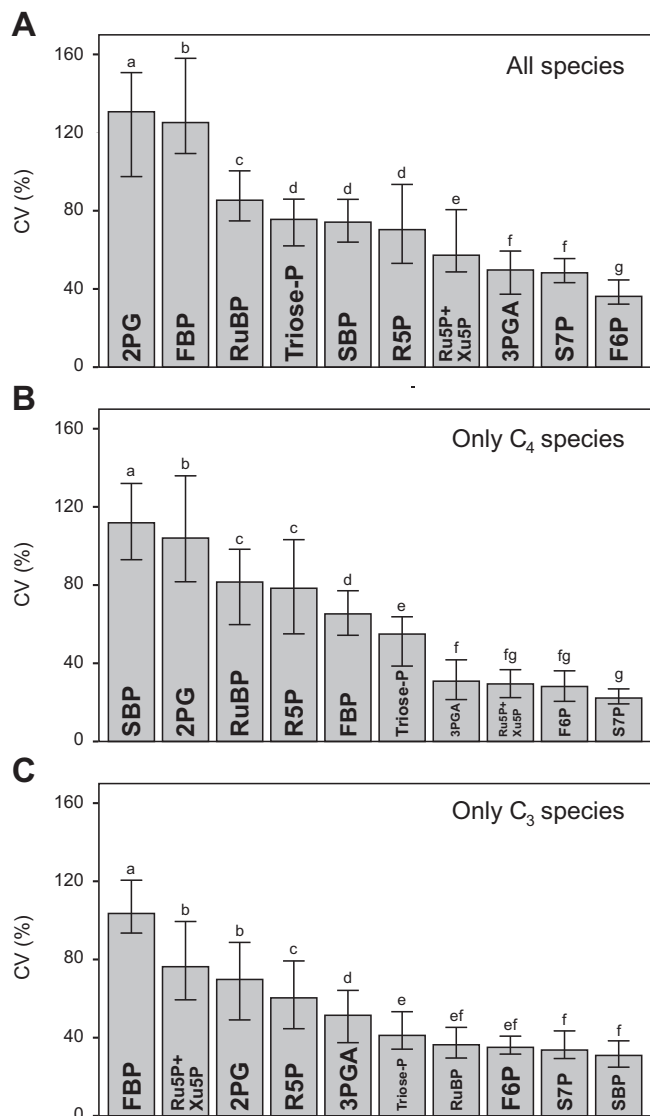 A
All species
CV (%)
160
120
80
40
0
a
b
c
d
d
d
e
f
f
g
2PG
FBP
RuBP
Triose-P
SBP
R5P
Ru5P+
Xu5P
3PGA
S7P
F6P
B
Only C4 species
CV (%)
160
120
80
40
0
a
b
c
c
d
e
f
fg
fg
g
SBP
2PG
RuBP
R5P
FBP
Triose-P
3PGA
Ru5P+
Xu5P
F6P
S7P
C
Only C3 species
CV (%)
160
120
80
40
0
a
b
b
c
d
e
ef
ef
f
f
FBP
Ru5P+
Xu5P
2PG
R5P
3PGA
Triose-P
RuBP
F6P
S7P
SBP